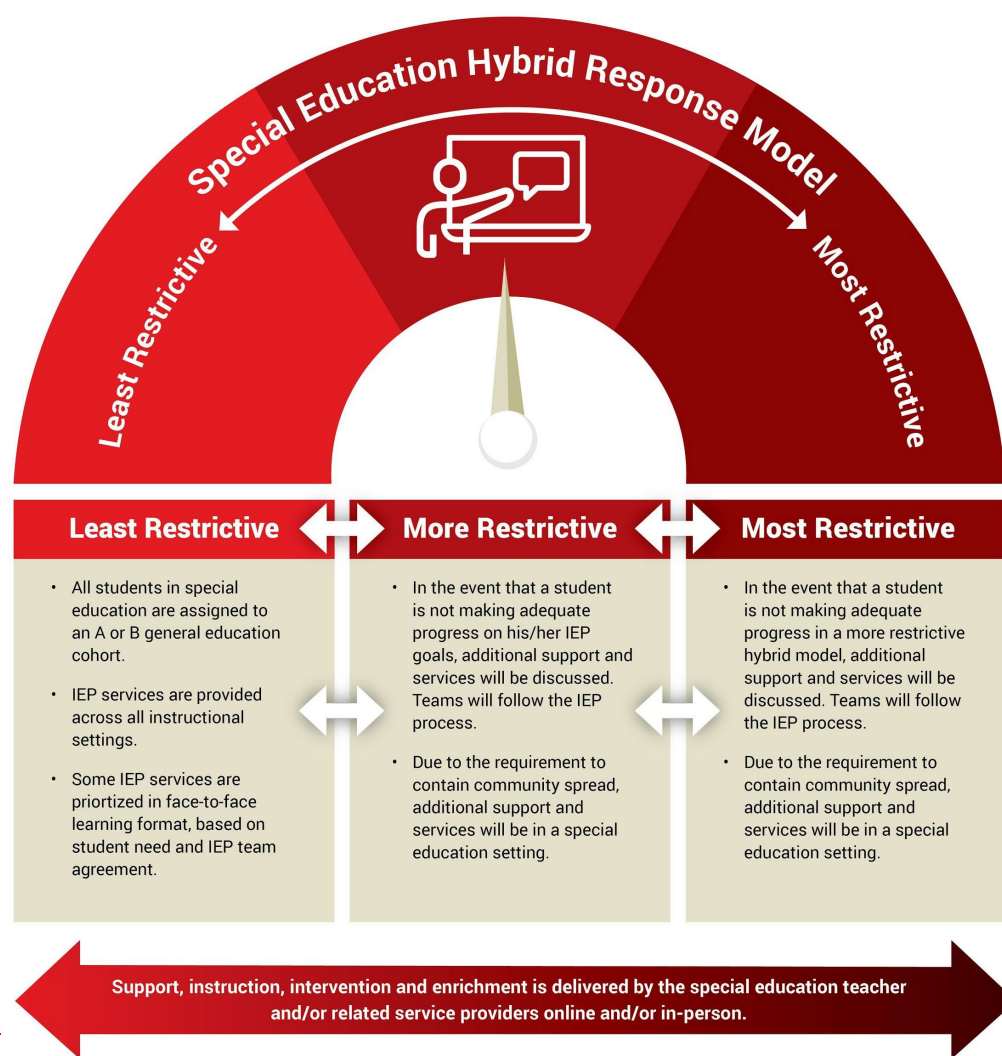 Special Education Hybrid Response Model
Least Restrictive
Most Restrictive
Least Restrictive
• All students in special
education are assigned to
an A or B general education
cohort.
• IEP services are provided
across all instructional
settings.
• Some IEP services are
priortized in face-to-face
learning format, based on
student need and IEP team
agreement.
More Restrictive
• In the event that a student
is not making adequate
progress on his/her IEP
goals, additional support and
services will be discussed.
Teams will follow the IEP
process.
• Due to the requirement to
contain community spread,
additional support and
services will be in a special
education setting.
Most Restrictive
• In the event that a student
is not making adequate
progress in a more restrictive
hybrid model, additional
support and services will be
discussed. Teams will follow
the IEP process.
• Due to the requirement to
contain community spread,
additional support and
services will be in a special
education setting.
Support, instruction, intervention and enrichment is delivered by the special education teacher
and/or related service providers online and/or in-person.